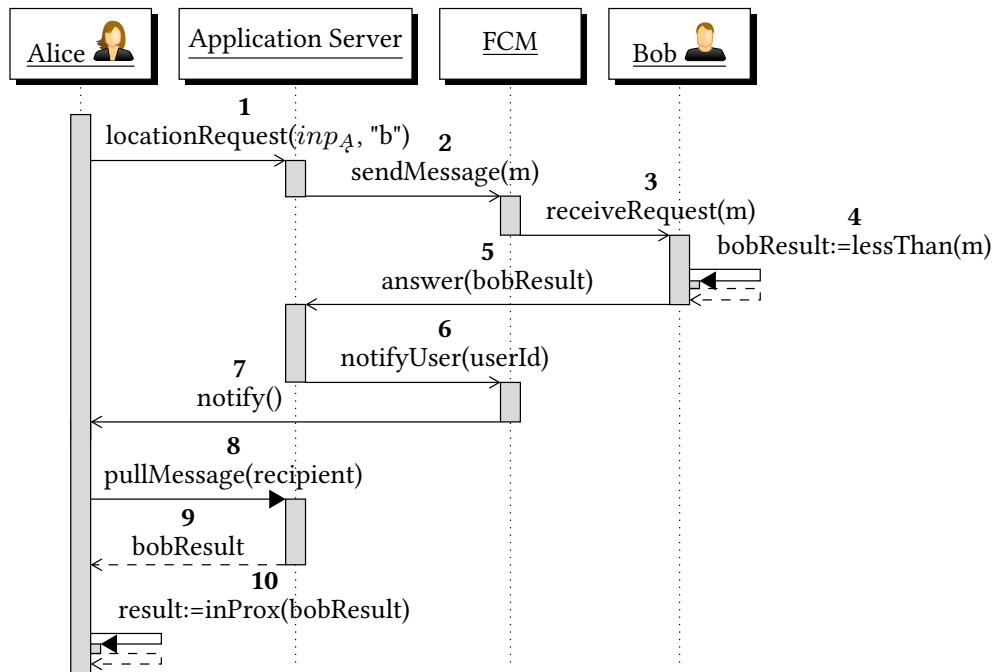 Alice
Application Server
FCM
Bob
1
locationRequest(inp_A, "b")
2
sendMessage(m)
3
receiveRequest(m)
4
bobResult:=lessThan(m)
5
answer(bobResult)
6
notifyUser(userId)
7
notify()
8
pullMessage(recipient)
9
bobResult
10
result:=inProx(bobResult)